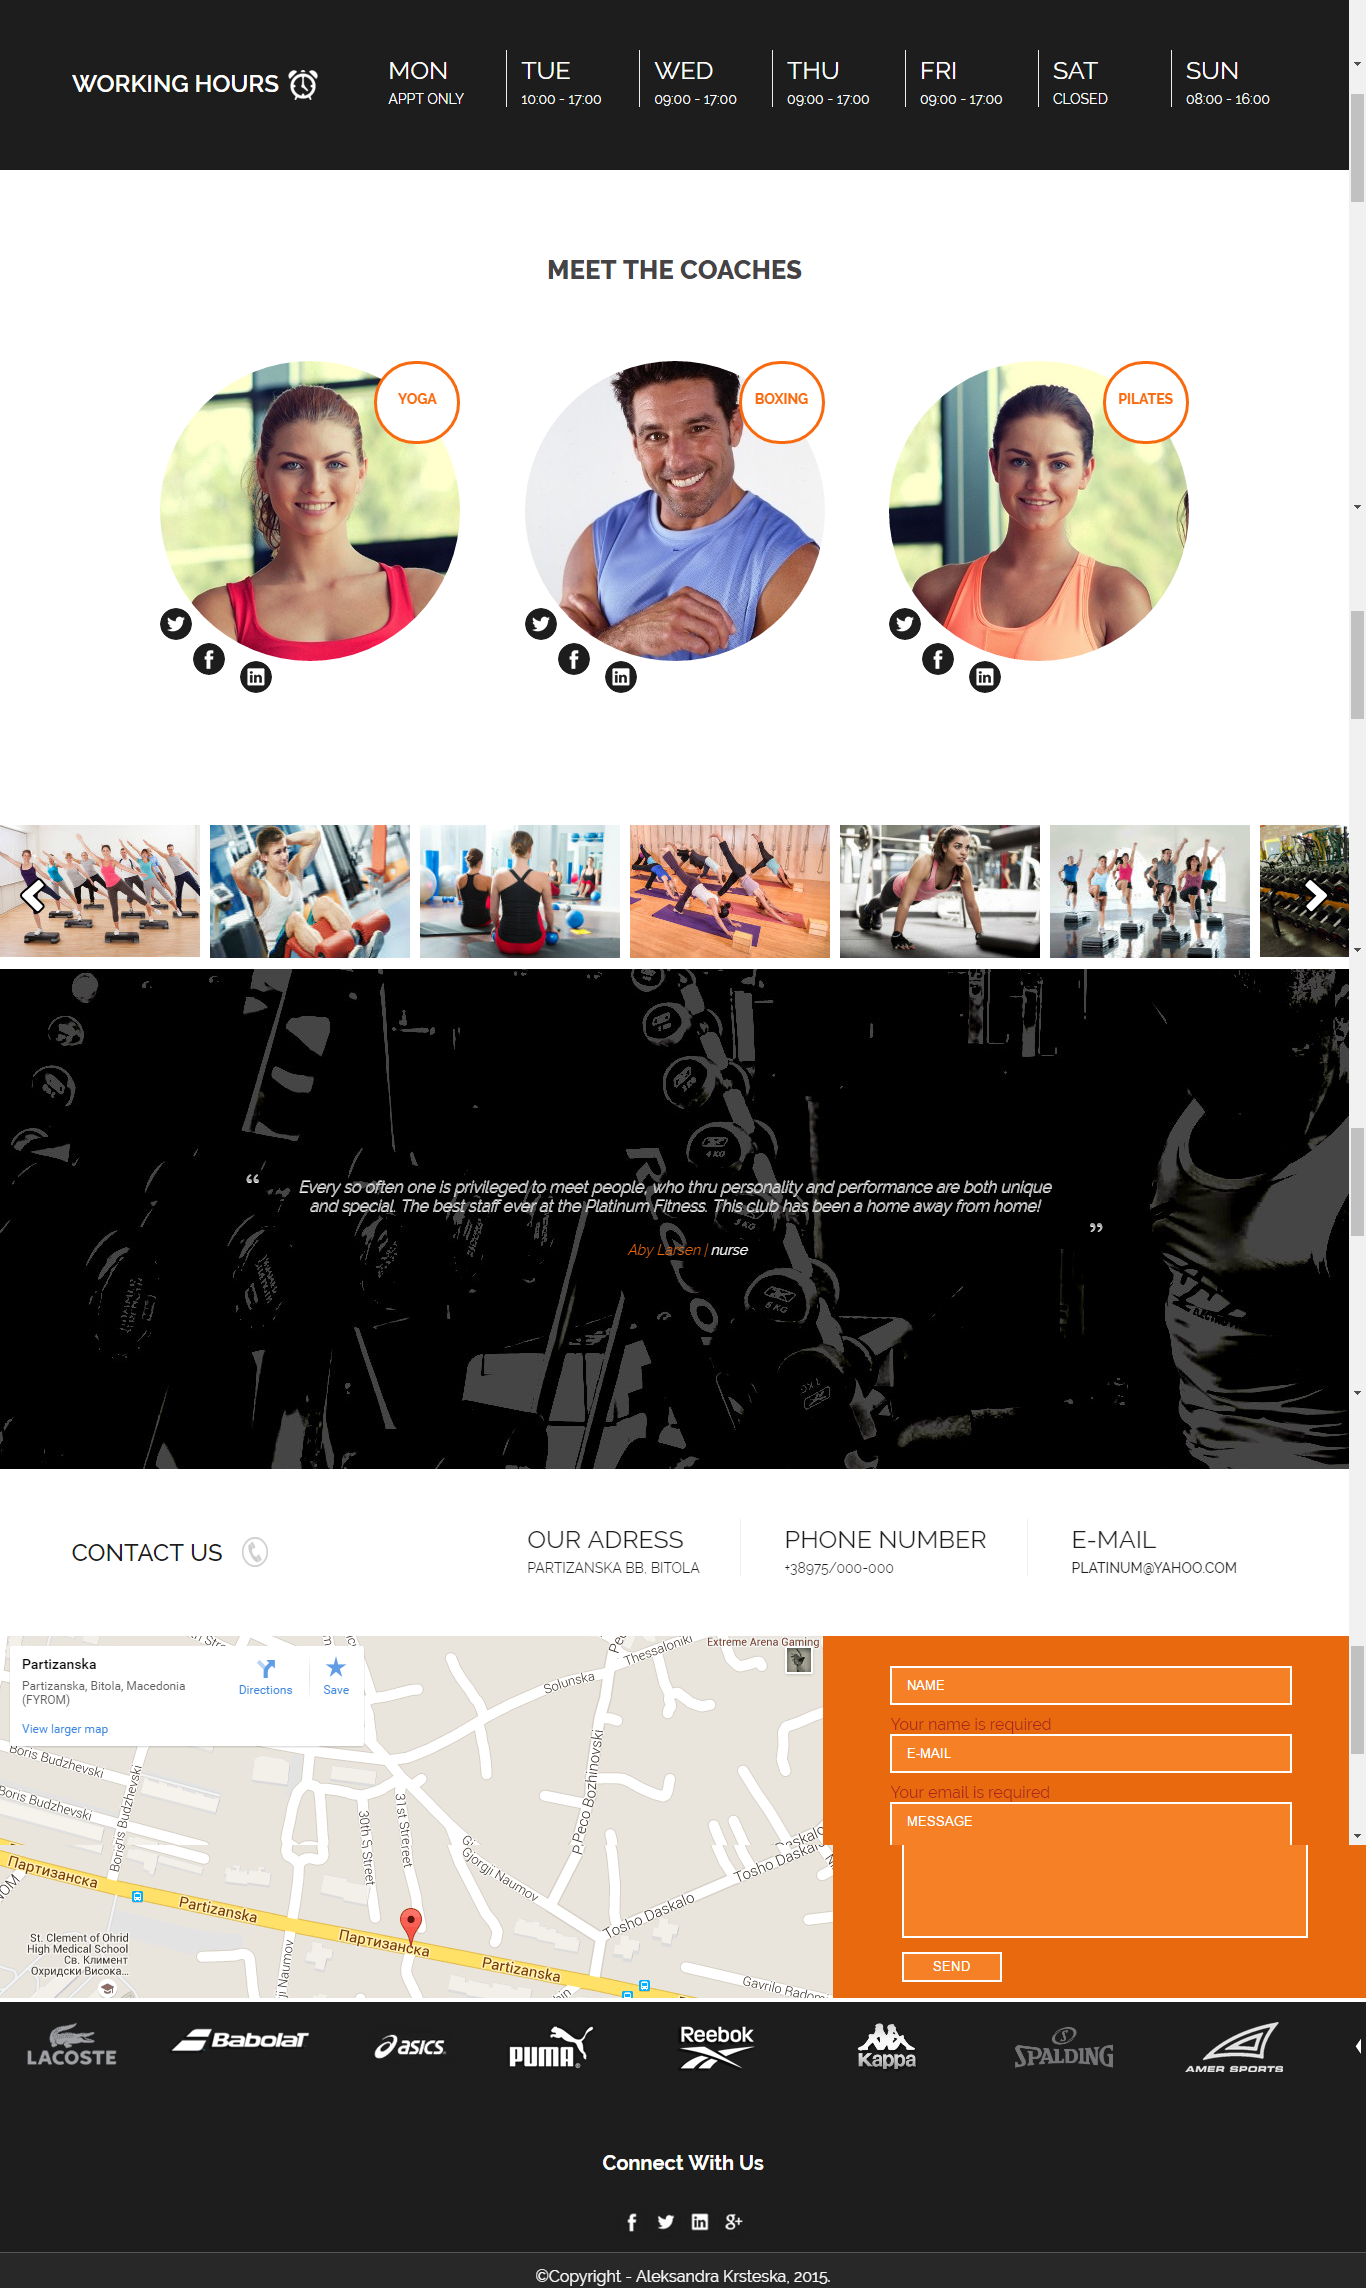 WORKING HOURS
MON
APPT ONLY
TUE
10:00 - 17:00
WED
09:00 - 17:00
THU
09:00 - 17:00
FRI
09:00 - 17:00
SAT
CLOSED
SUN
08:00 - 16:00
MEET THE COACHES
YOGA
BOXING
PILATES
4 KG
“
Every so often one is privileged to meet people, who thru personality and performance are both unique
and special. The best staff ever at the Platinum Fitness. This club has been a home away from home!
”
Aby Larsen | nurse
CONTACT US
OUR ADRESS
PARTIZANSKA BB, BITOLA
PHONE NUMBER
+38975/000-000
E-MAIL
PLATINUM@YAHOO.COM
Partizanska
Partizanska, Bitola, Macedonia
(FYROM)
View larger map
Directions
Save
Extreme Arena Gaming
Thessaloniki
Solunska
Boris Budzhevski
Boris Budzhevski
P.Peco Bozhinovski
30th S Street
31st Strereet
Gjorgji Naumov
Tosho Daskalo
Tosho Daskalo
Партизанска
Partizanska
Партизанска
Partizanska
St. Clement of Ohrid
High Medical School
Св. Климент
Охридски Висока...
Gavrilo Radomi
NAME
Your name is required
E-MAIL
Your email is required
MESSAGE
SEND
LACOSTE
Babolat
asics
PUMA
Reebok
Kappa
SPALDING
AMER SPORTS
Connect With Us
©Copyright - Aleksandra Krsteska, 2015.